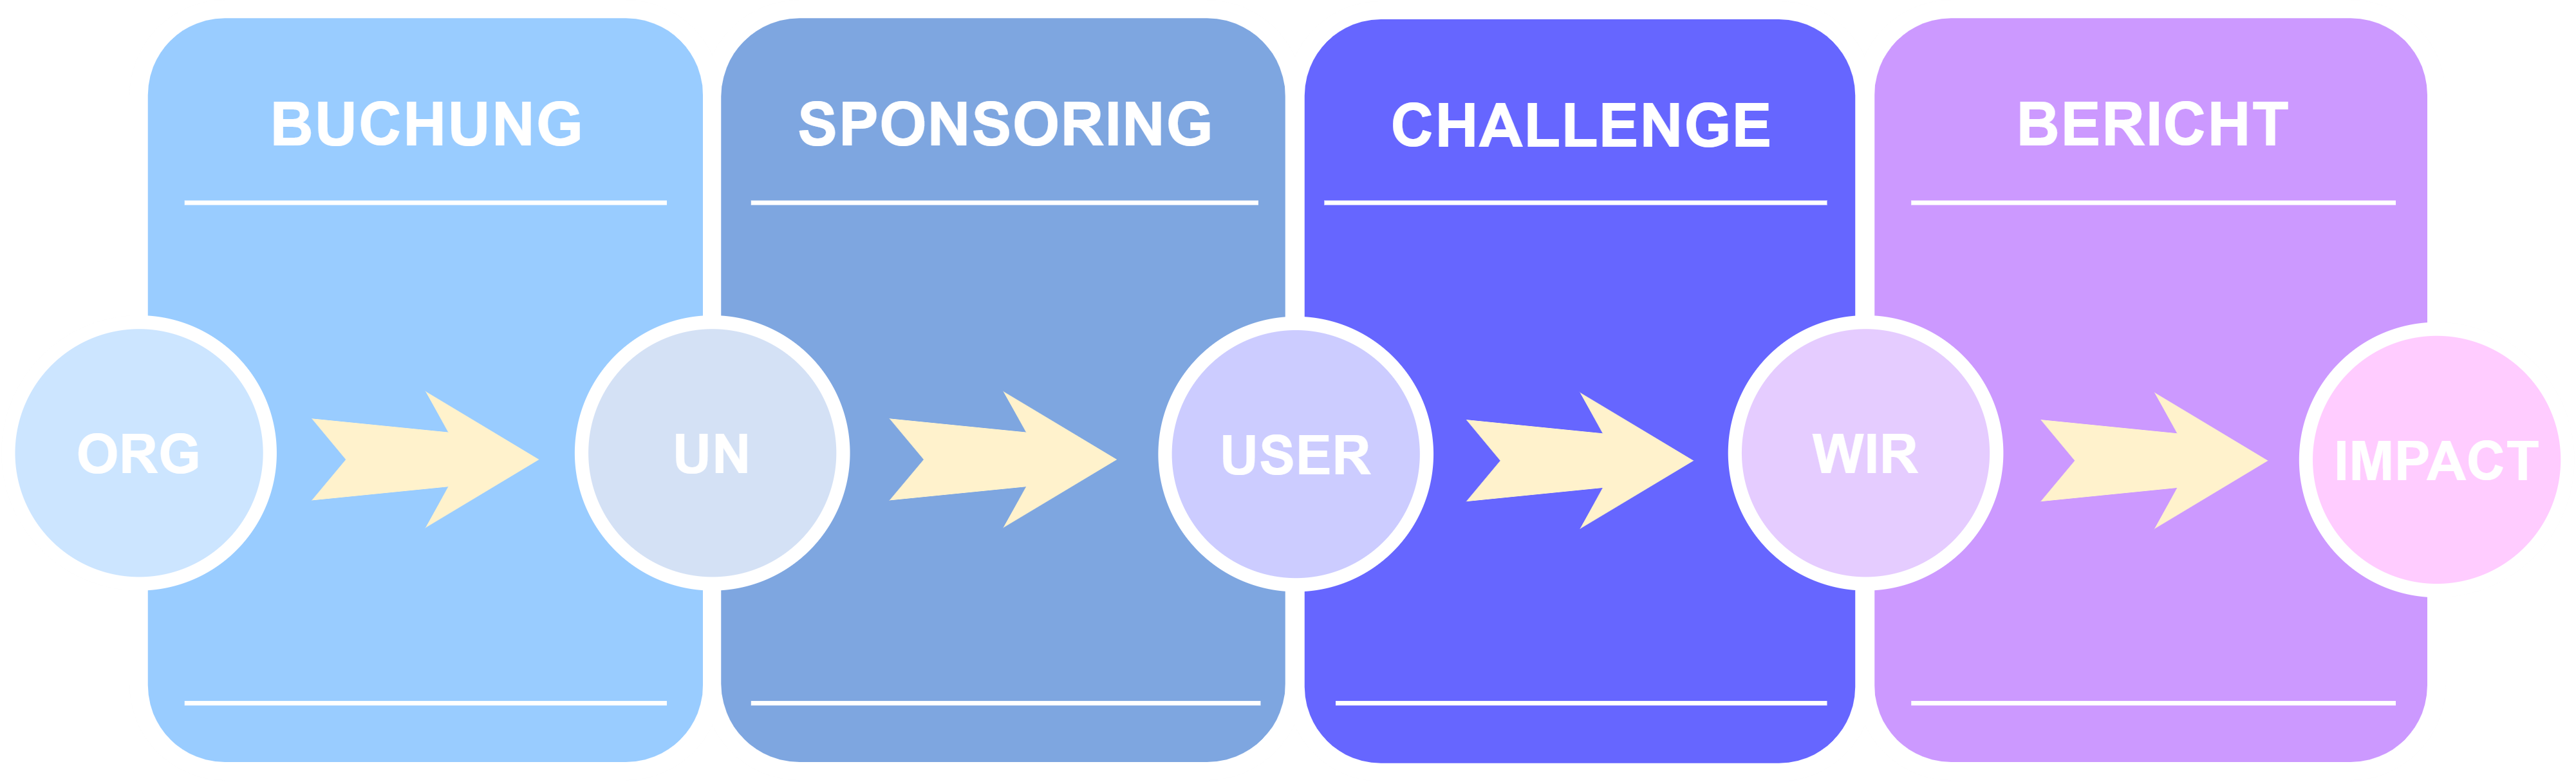 BUCHUNG
SPONSORING
CHALLENGE
BERICHT
ORG
UN
USER
WIR
IMPACT